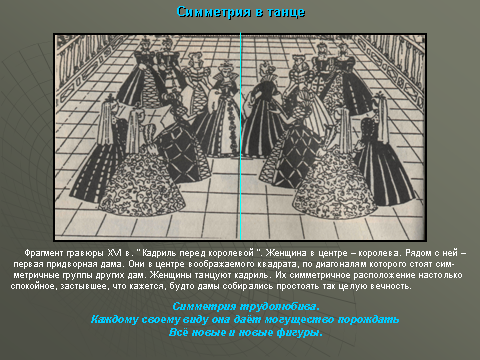 Симметрия в танце
Фрагмент гравюры XVI в. "Кадриль перед королевой ". Женщина в центре – королева. Рядом с ней –
первая придворная дама. Они в центре воображаемого квадрата, по диагоналям которого стоят сим-
метричные группы других дам. Женщины танцуют кадриль. Их симметричное расположение настолько
спокойное, застывшее, что кажется, будто дамы собирались простоять так целую вечность.
Симметрия трудолюбива.
Каждому своему виду она даёт могущество порождать
Всё новые и новые фигуры.